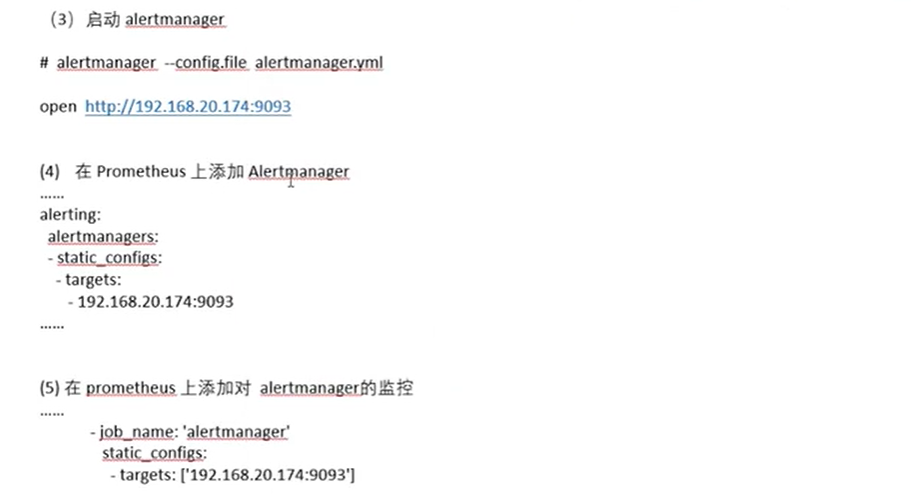 （3） 启动 alertmanager
# alertmanager --config.file alertmanager.yml
open http://192.168.20.174:9093
(4) 在 Prometheus 上添加 Alertmanager
......
alerting:
alertmanagers:
- static_configs:
- targets:
- 192.168.20.174:9093
......
(5) 在 prometheus 上添加对 alertmanager的监控
......
- job_name: 'alertmanager'
static_configs:
- targets: ['192.168.20.174:9093']